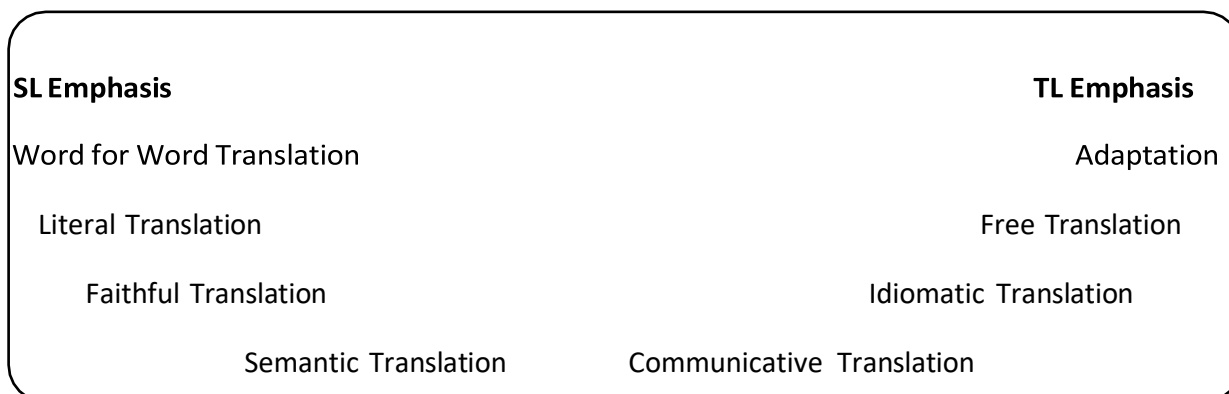 SL Emphasis TL Emphasis
Word for Word Translation Adaptation
Literal Translation Free Translation
Faithful Translation Idiomatic Translation
Semantic Translation Communicative Translation